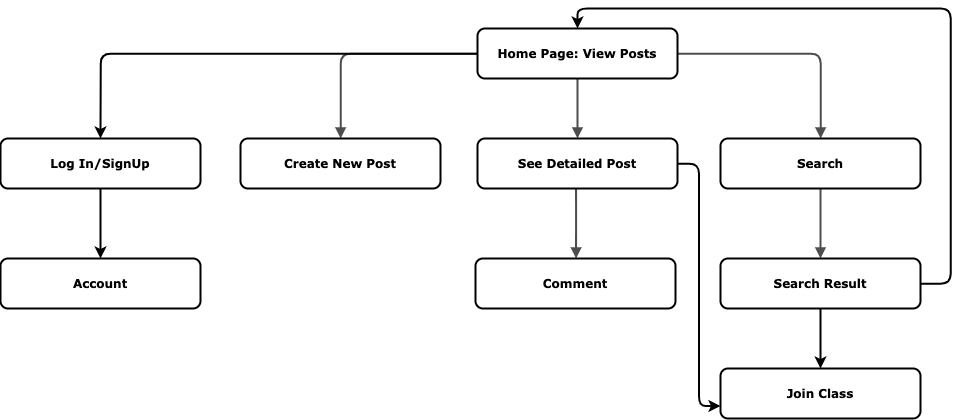 Home Page: View Posts
Log In/SignUp
Create New Post
See Detailed Post
Search
Account
Comment
Search Result
Join Class